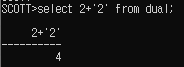 SCOTT>select 2+'2' from dual;
2+'2'
----------
4